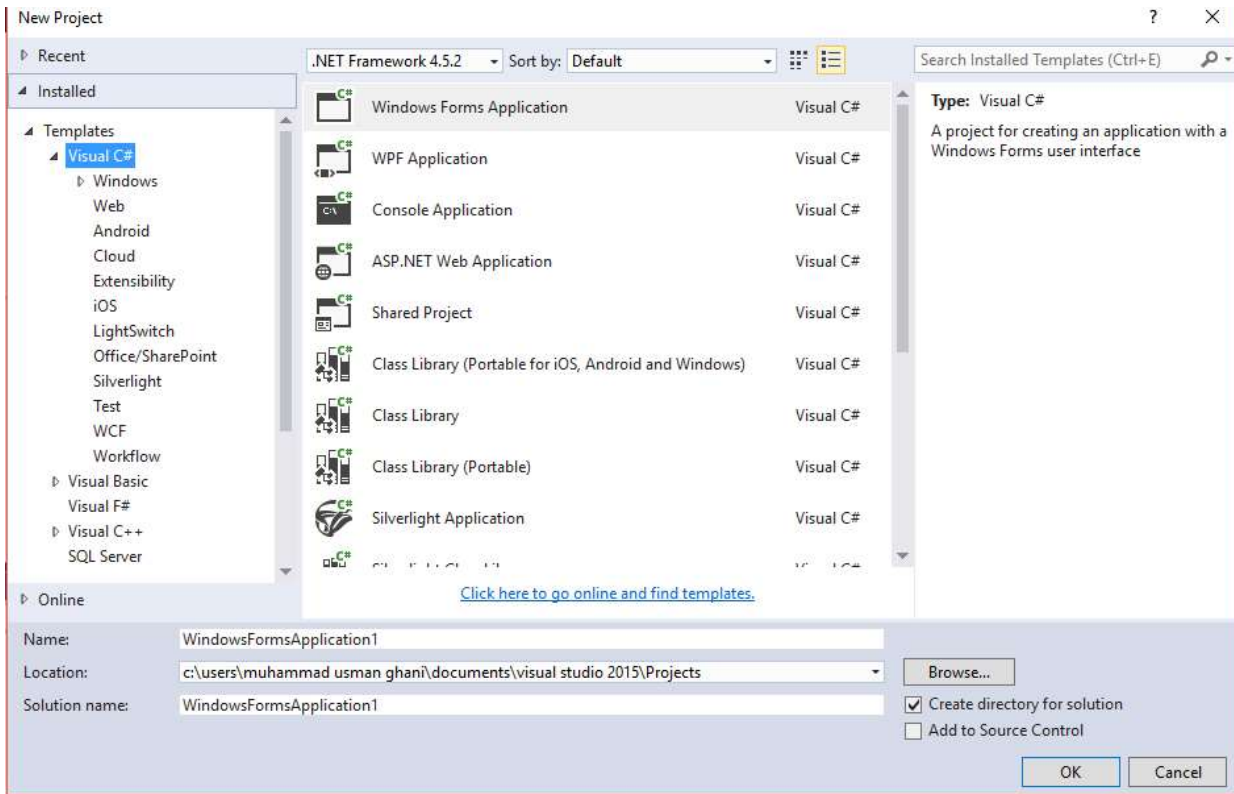 New Project
?
Recent
Installed
Templates
Visual C#
Windows
Web
Android
Cloud
Extensibility
iOS
LightSwitch
Office/SharePoint
Silverlight
Test
WCF
Workflow
Visual Basic
Visual F#
Visual C++
SQL Server
Online
.NET Framework 4.5.2 Sort by: Default
Windows Forms Application Visual C#
WPF Application Visual C#
Console Application Visual C#
ASP.NET Web Application Visual C#
Shared Project Visual C#
Class Library (Portable for iOS, Android and Windows) Visual C#
Class Library Visual C#
Class Library (Portable) Visual C#
Silverlight Application Visual C#
Click here to go online and find templates.
Search Installed Templates (Ctrl+E)
Type: Visual C#
A project for creating an application with a
Windows Forms user interface
Name: WindowsFormsApplication1
Location: c:\users\muhammad usman ghani\documents\visual studio 2015\Projects Browse...
Solution name: WindowsFormsApplication1
Create directory for solution
Add to Source Control
OK Cancel